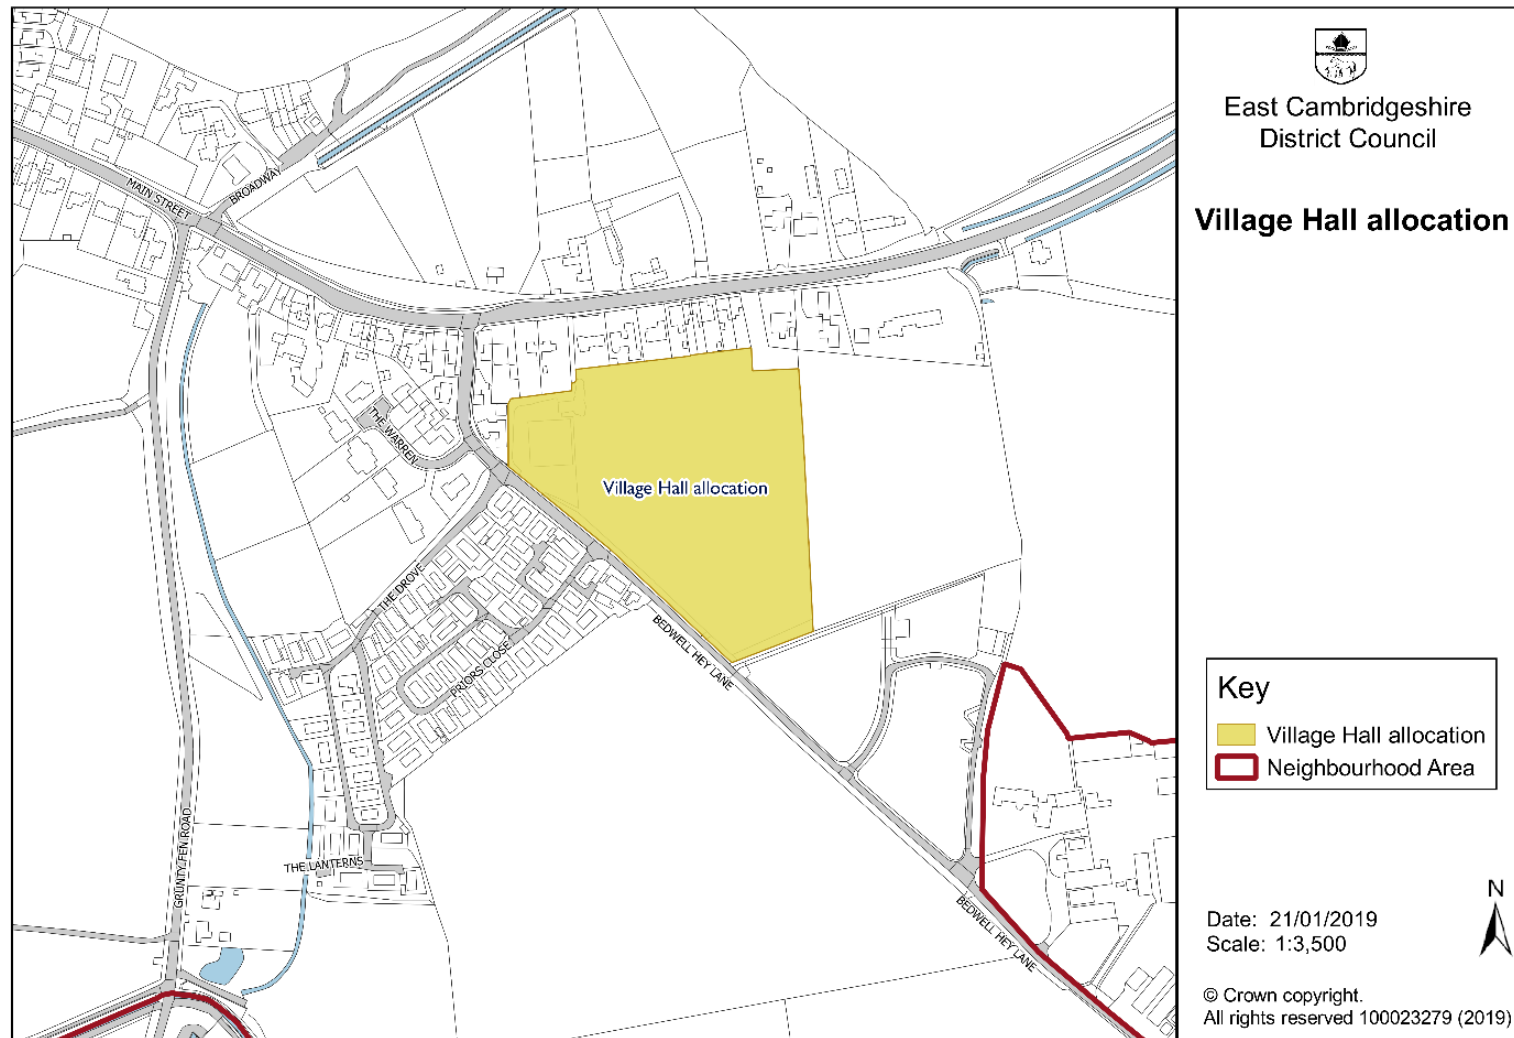 East Cambridgeshire
District Council
Village Hall allocation
MAIN STREET
BROADWAY
THE WARREN
Village Hall allocation
THE DROVE
PRIORS CLOSE
BEDWELL HEY LANE
GRUNTY FEN ROAD
THE LANTERNS
BEDWELL HEY LANE
Key
Village Hall allocation
Neighbourhood Area
N
Date: 21/01/2019
Scale: 1:3,500
© Crown copyright.
All rights reserved 100023279 (2019)